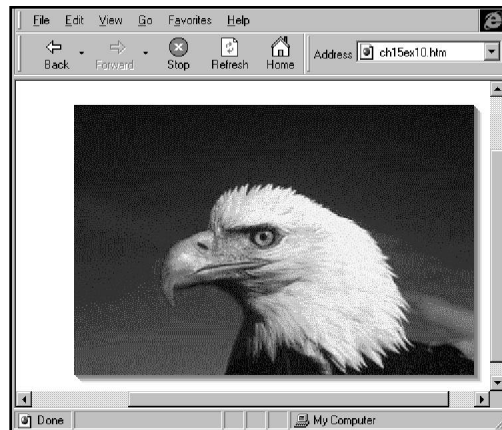 File Edit View Go Favorites Help
Back Forward Stop Refresh Home Address ch15ex10.htm
Done My Computer